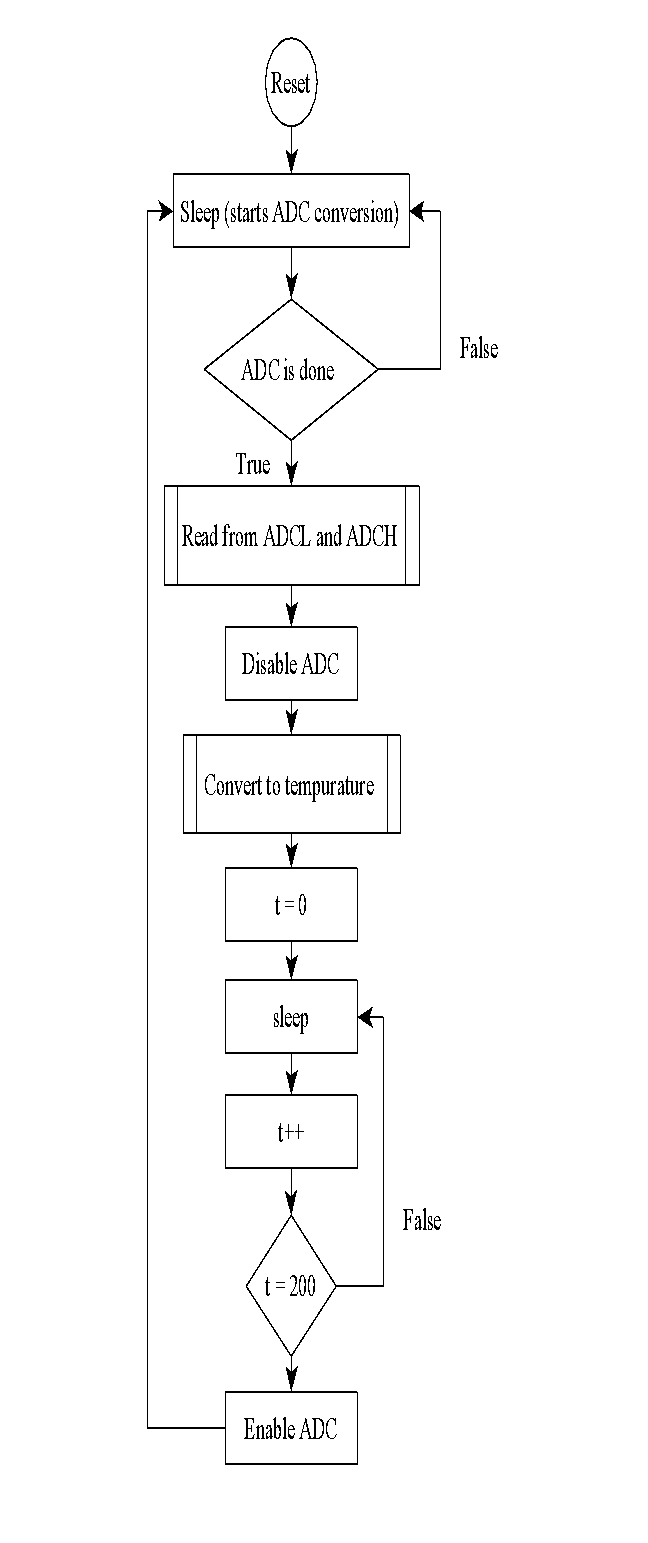 Reset
Sleep (starts ADC conversion)
ADC is done
False
True
Read from ADCL and ADCH
Disable ADC
Convert to tempurature
t = 0
sleep
t++
False
t = 200
Enable ADC